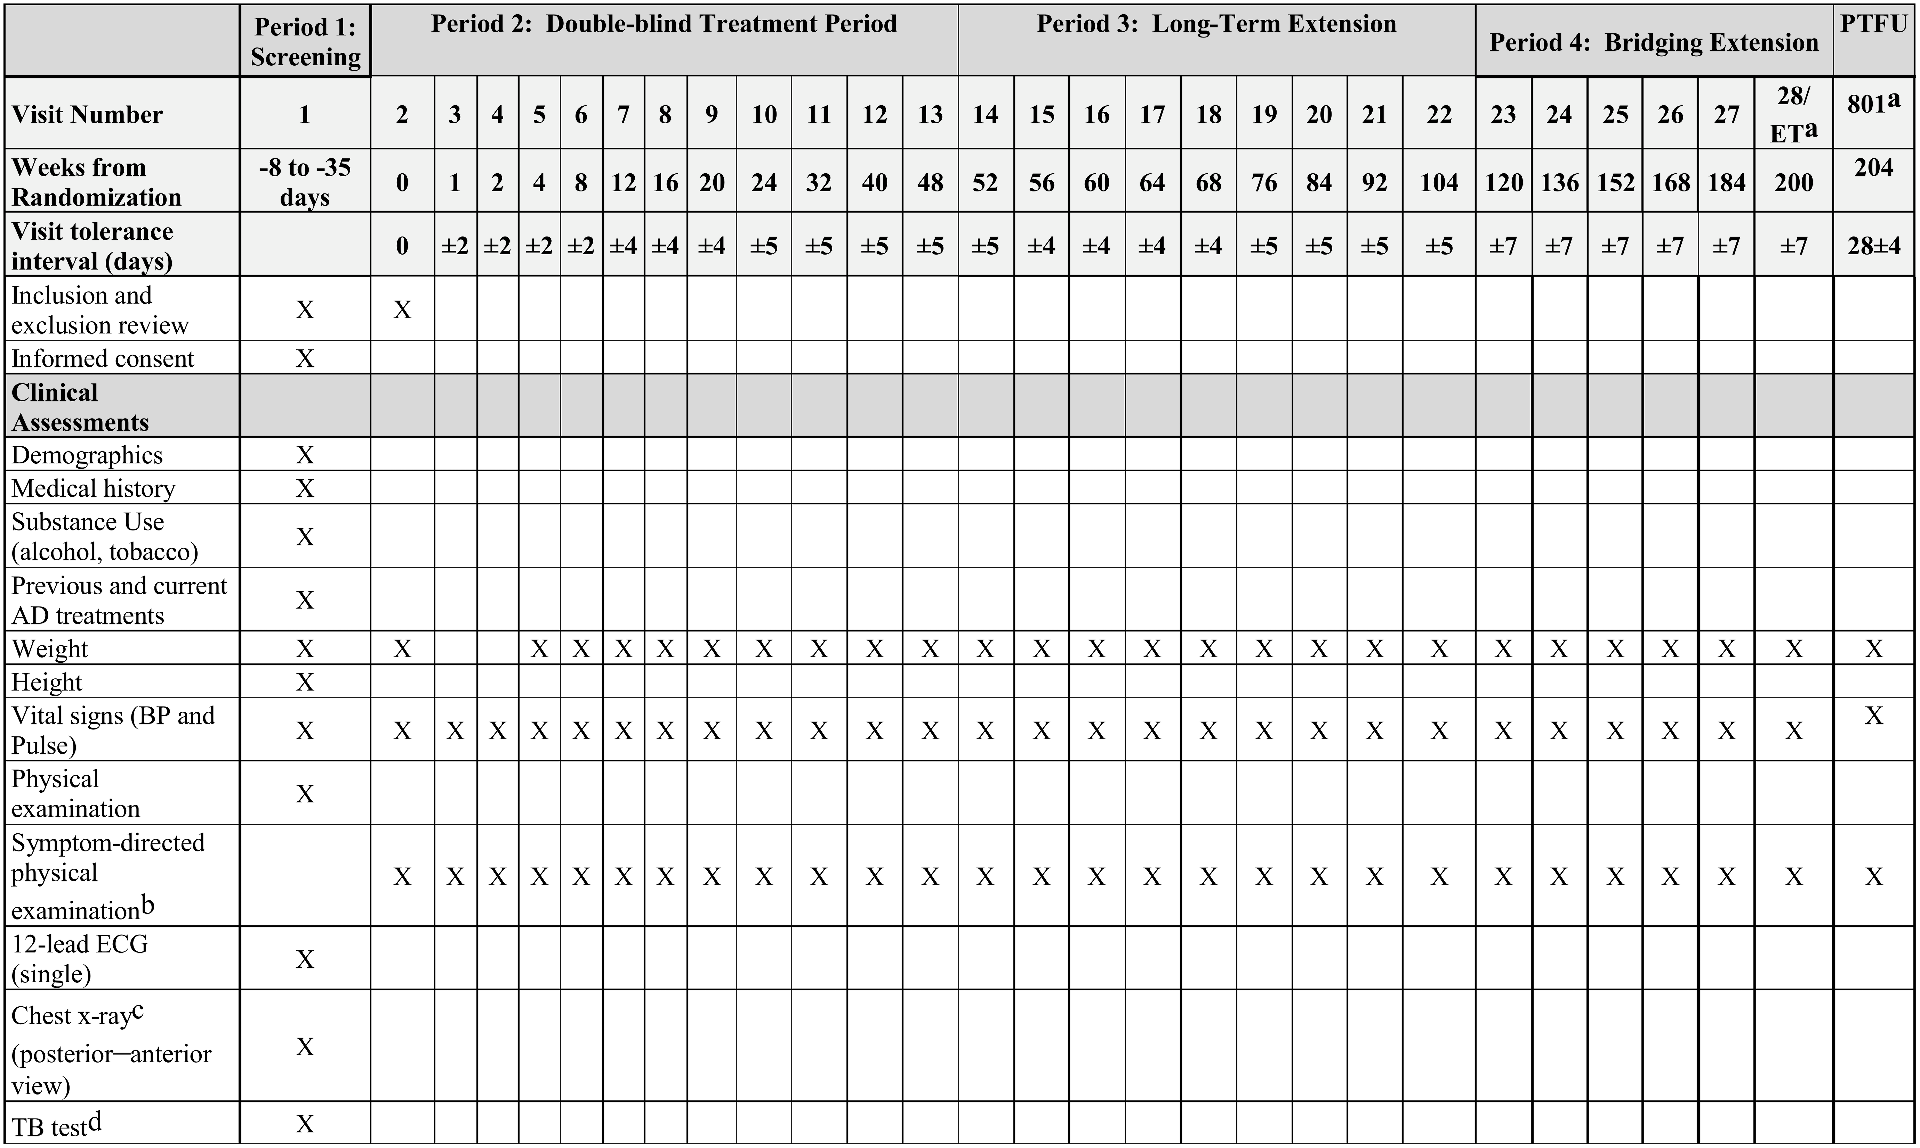 Period 1: Period 2: Double-blind Treatment Period Period 3: Long-Term Extension Period 4: Bridging Extension PTFU
Screening
Visit Number 1 2 3 4 5 6 7 8 9 10 11 12 13 14 15 16 17 18 19 20 21 22 23 24 25 26 27 28/ 801a
ETa
Weeks from -8 to -35 0 1 2 4 8 12 16 20 24 32 40 48 52 56 60 64 68 76 84 92 104 120 136 152 168 184 200 204
Randomization days
Visit tolerance 0 ±2 ±2 ±2 ±2 ±4 ±4 ±4 ±5 ±5 ±5 ±5 ±5 ±4 ±4 ±4 ±4 ±5 ±5 ±5 ±5 ±7 ±7 ±7 ±7 ±7 ±7 28±4
interval (days)
Inclusion and X X
exclusion review
Informed consent X
Clinical
Assessments
Demographics X
Medical history X
Substance Use X
(alcohol, tobacco)
Previous and current X
AD treatments
Weight X X X X X X X X X X X X X X X X X X X X X X X X X X X
Height X
Vital signs (BP and X X X X X X X X X X X X X X X X X X X X X X X X X X X X X
Pulse)
Physical X
examination
Symptom-directed X X X X X X X X X X X X X X X X X X X X X X X X X X X X
physical
examinationb
12-lead ECG X
(single)
Chest x-rayc X
(posterior–anterior
view)
TB testd X